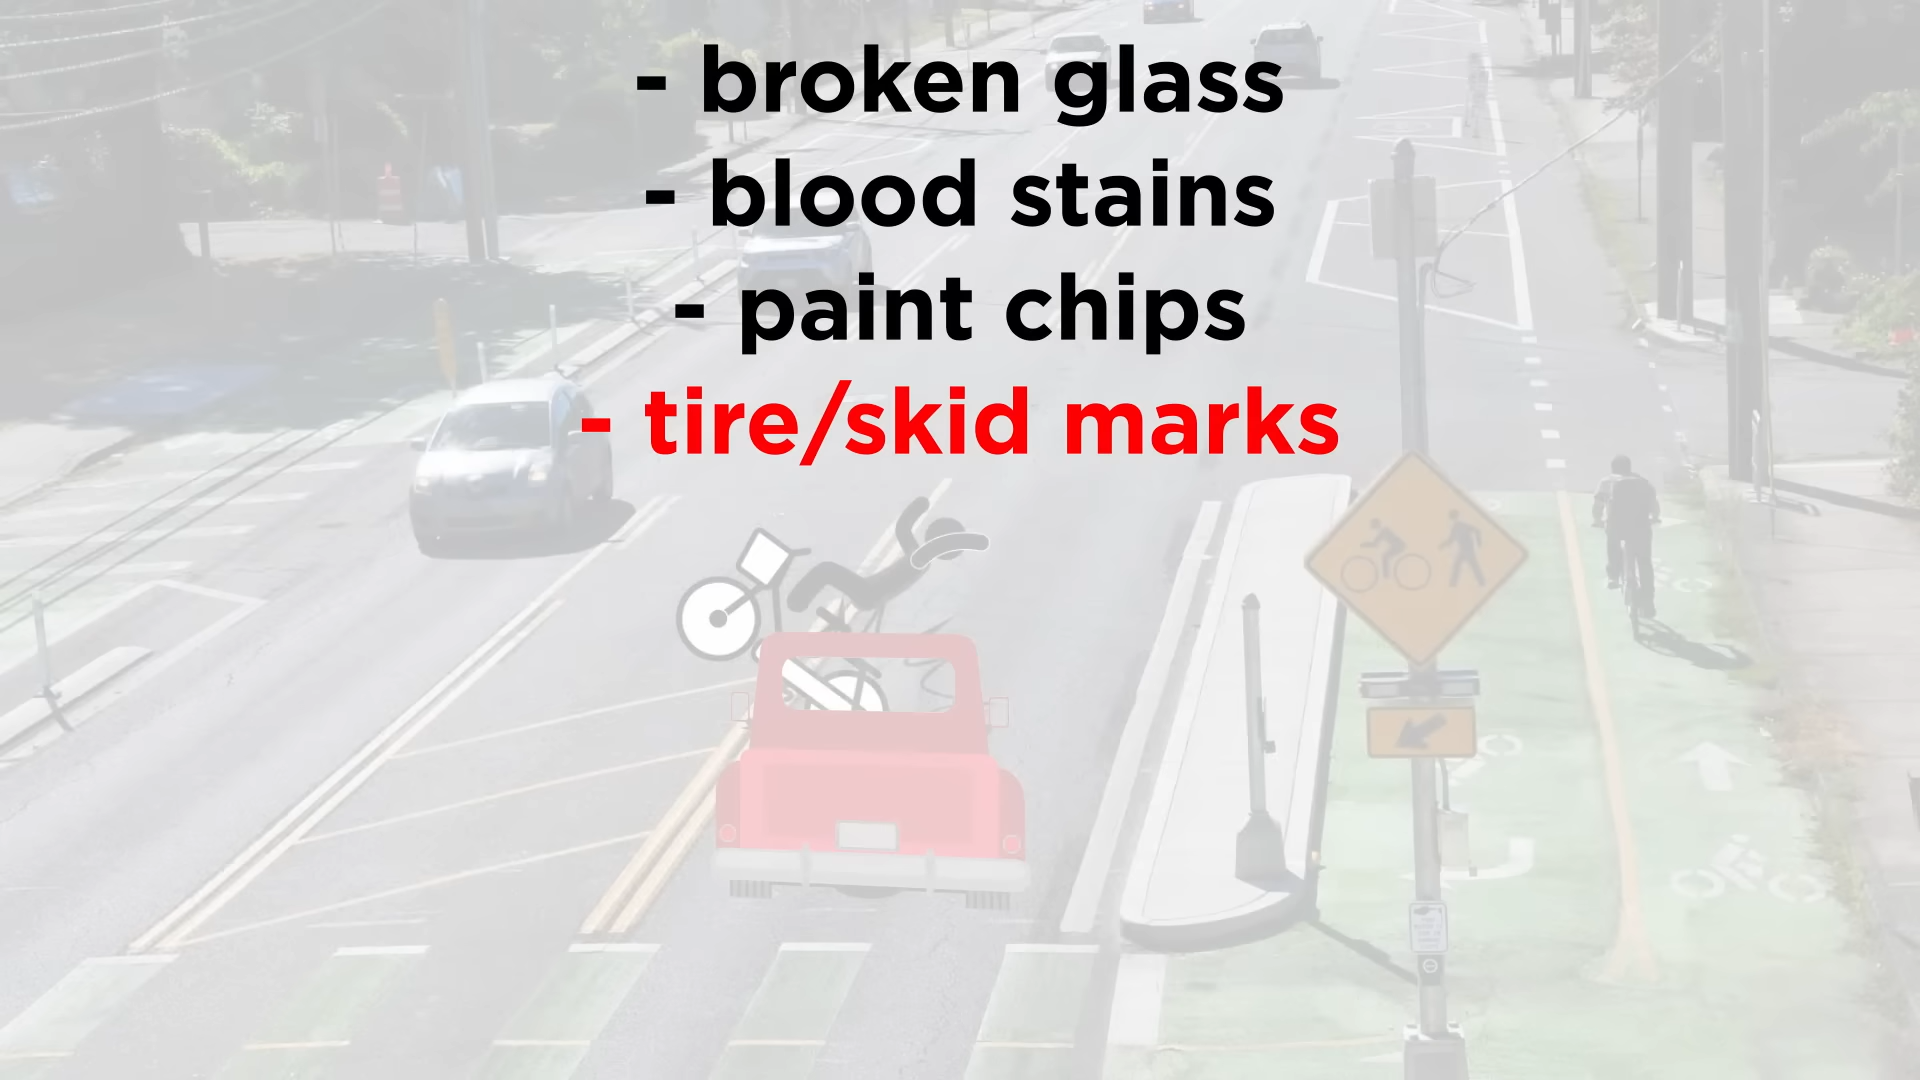 - broken glass
- blood stains
- paint chips
- tire/skid marks